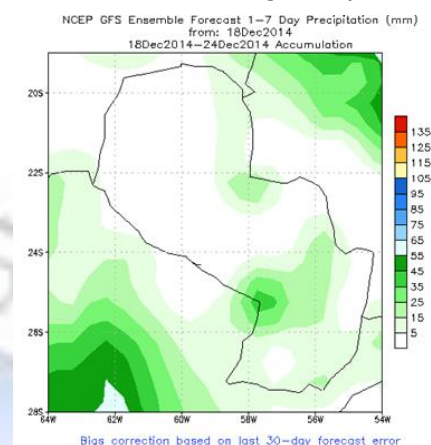 NCEP GFS Ensemble Forecast 1-7 Day Precipitation (mm)
from: 18Dec2014
18Dec2014-24Dec2014 Accumulation
20S
22S
24S
26S
28S
64W 62W 60W 58W 56W 54W
135
125
115
105
95
85
75
65
55
45
35
25
15
5
Bias correction based on last 30-day forecast error